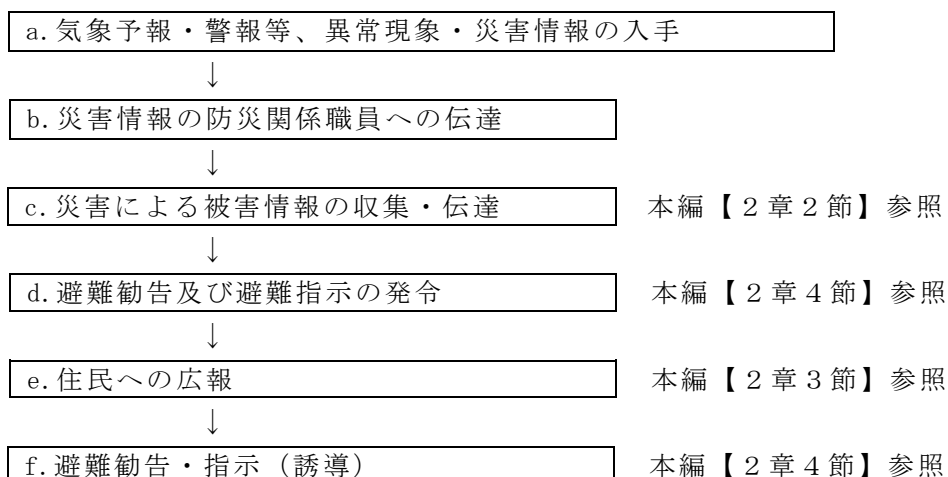 a.気象予報・警報等、異常現象・災害情報の入手
↓
b.災害情報の防災関係職員への伝達
↓
c.災害による被害情報の収集・伝達 本編【２章２節】参照
↓
d.避難勧告及び避難指示の発令 本編【２章４節】参照
↓
e.住民への広報 本編【２章３節】参照
↓
f.避難勧告・指示（誘導） 本編【２章４節】参照